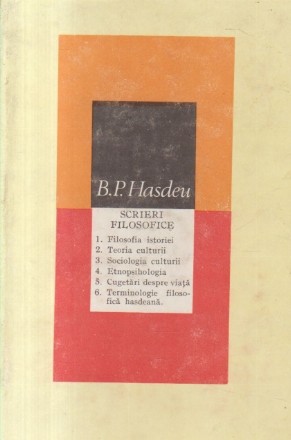 B.P. Hasdeu
SCRIERI
FILOSOFICE
1. Filosofia istoriei
2. Teoria culturii
3. Sociologia culturii
4. Etnopsihologia
5. Cugetări despre viață
6. Terminologie filoso-
fică hasdeană.